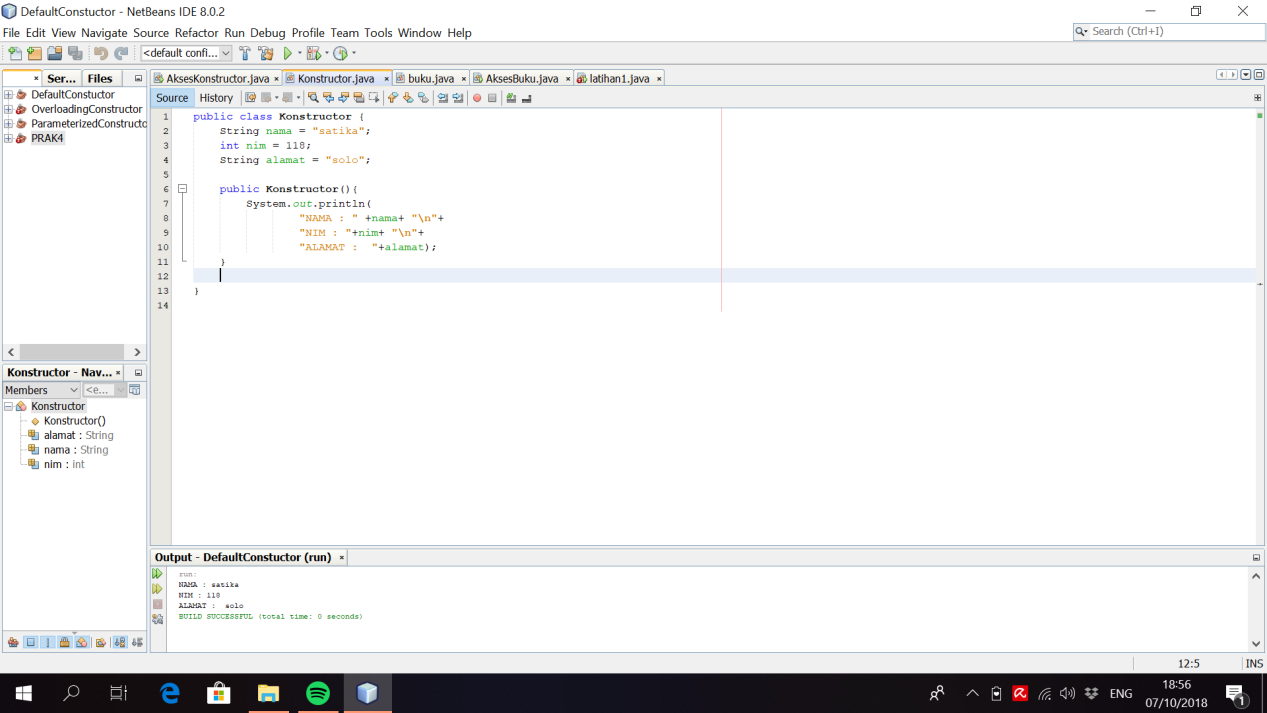 DefaultConstuctor - NetBeans IDE 8.0.2
File Edit View Navigate Source Refactor Run Debug Profile Team Tools Window Help
Search (Ctrl+I)
<default confi...
Ser... Files
AksesKonstructor.java Konstructor.java buku.java AksesBuku.java latihan1.java
Source History
DefaultConstuctor
OverloadingConstructor
ParameterizedConstructo
PRAK4
1 public class Konstructor {
2 String nama = "satika";
3 int nim = 118;
4 String alamat = "solo";
5
6 public Konstructor(){
7 System.out.println(
8 "NAMA : " +nama+ "\n"+
9 "NIM : "+nim+ "\n"+
10 "ALAMAT :  "+alamat);
11 }
12
13 }
14
Konstructor - Nav...
Members <e...
Konstructor
Konstructor()
alamat : String
nama : String
nim : int
Output - DefaultConstuctor (run)
run:
NAMA : satika
NIM : 118
ALAMAT :  solo
BUILD SUCCESSFUL (total time: 0 seconds)
12:5 INS
ENG
18:56
07/10/2018
1